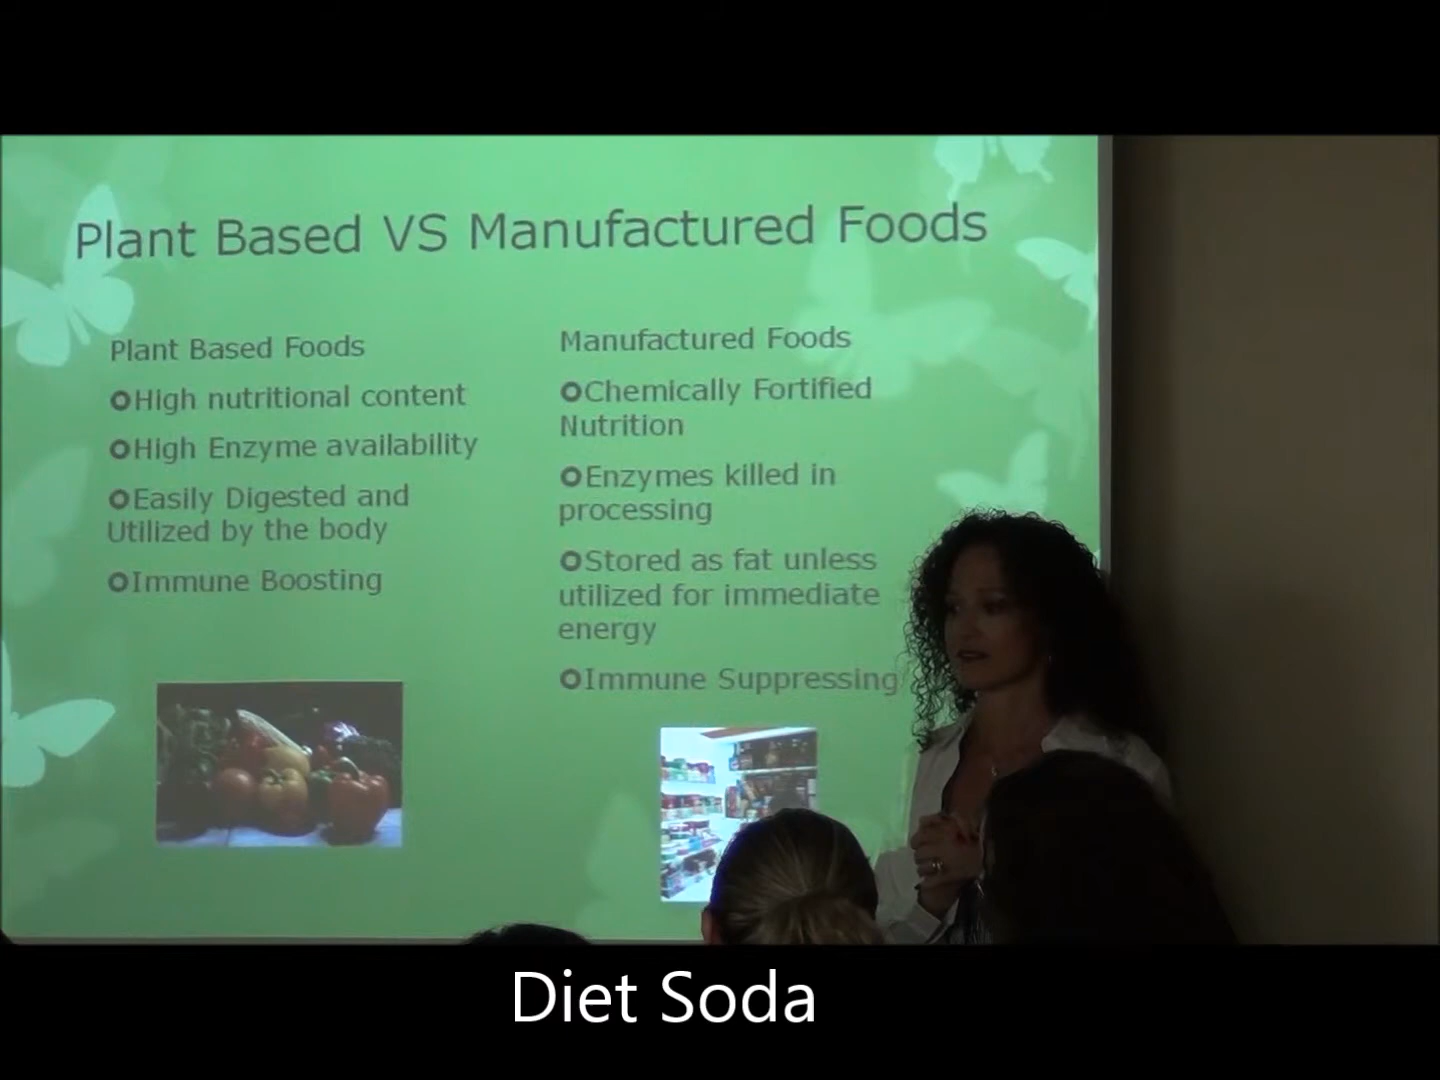 Plant Based VS Manufactured Foods
Plant Based Foods
High nutritional content
High Enzyme availability
Easily Digested and
Utilized by the body
Immune Boosting
Manufactured Foods
Chemically Fortified
Nutrition
Enzymes killed in
processing
Stored as fat unless
utilized for immediate
energy
Immune Suppressing
Diet Soda